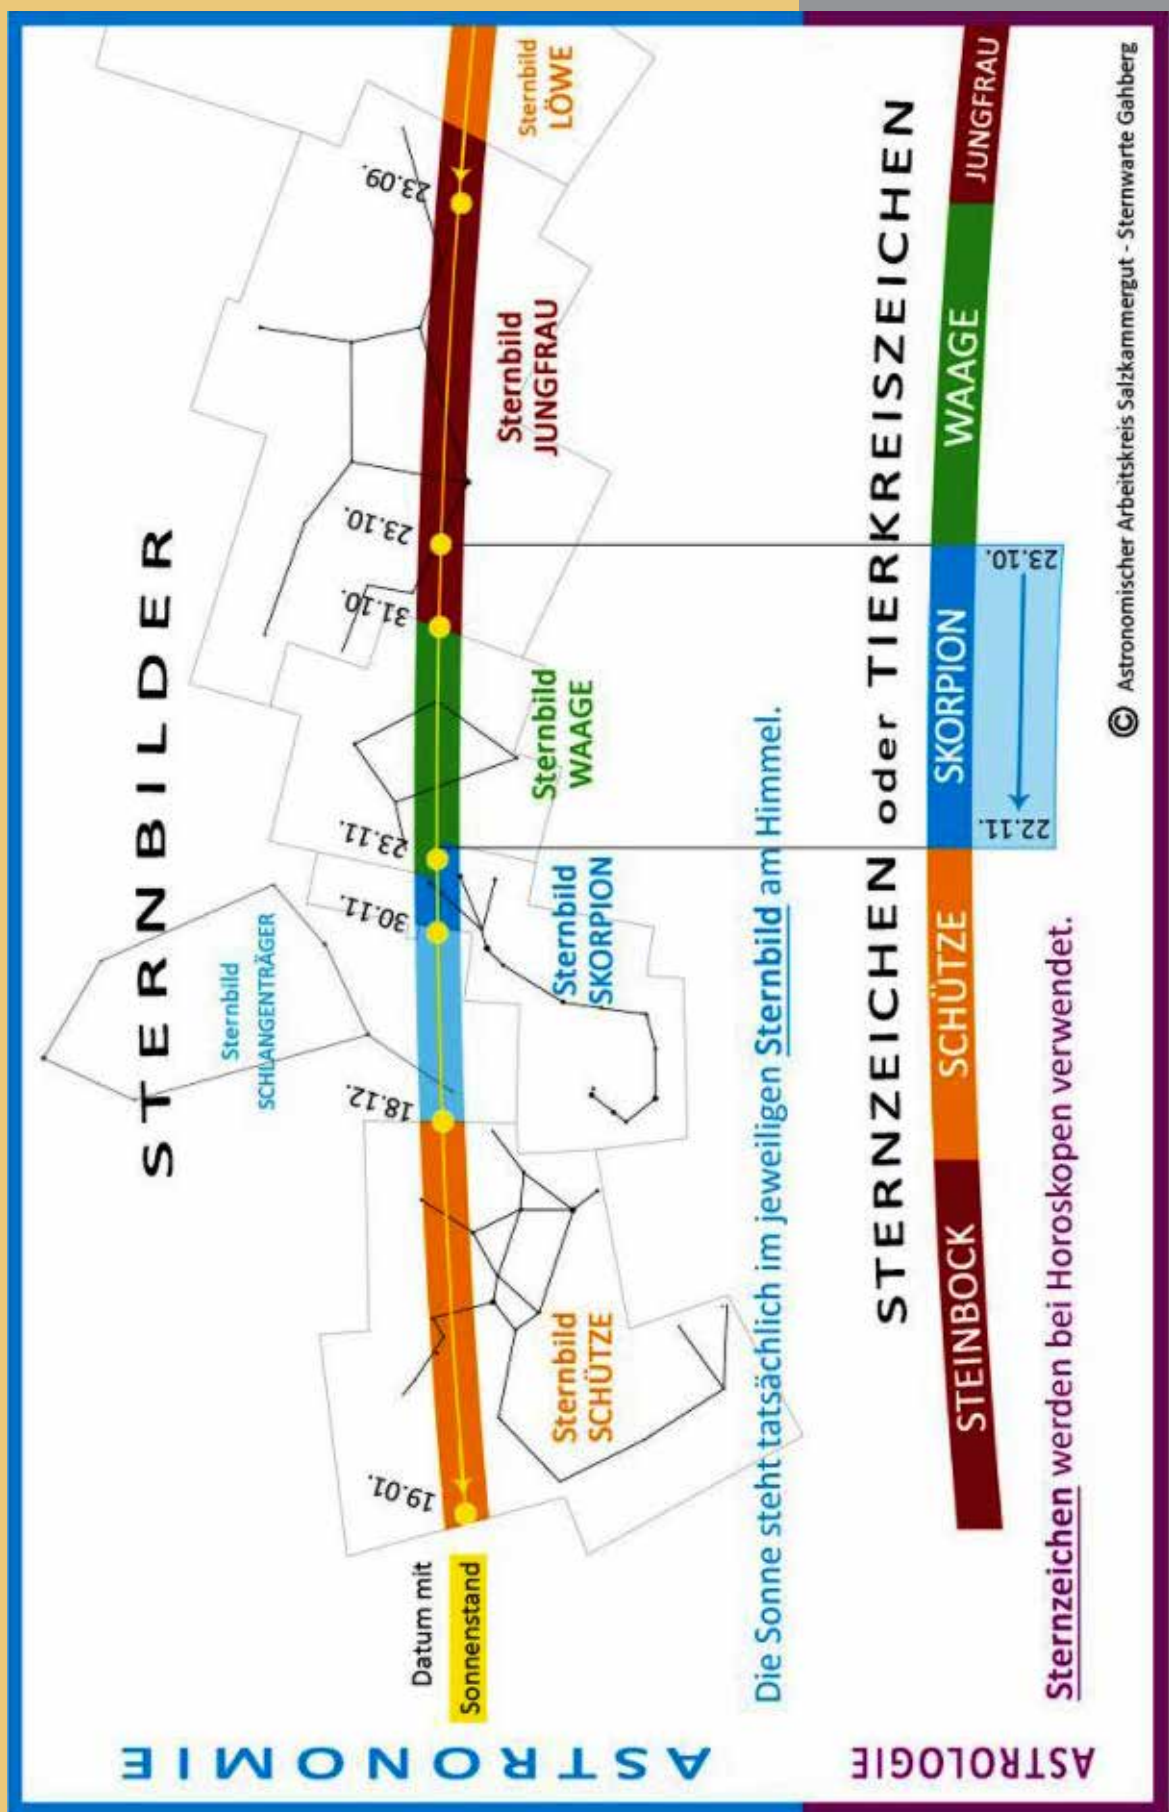 ASTRONOMIE
STERNBILDER
Sternbild
SCHLANGENTRÄGER
Datum mit
Sonnenstand
19.01.
18.12.
30.11.
23.11.
31.10.
23.10.
23.09.
Sternbild
SCHÜTZE
Sternbild
SKORPION
Sternbild
WAAGE
Sternbild
JUNGFRAU
Sternbild
LÖWE
Die Sonne steht tatsächlich im jeweiligen Sternbild am Himmel.
ASTROLOGIE
STERNZEICHEN oder TIERKREISZEICHEN
STEINBOCK
SCHÜTZE
SKORPION
WAAGE
JUNGFRAU
22.11.
23.10.
Sternzeichen werden bei Horoskopen verwendet.
© Astronomischer Arbeitskreis Salzkammergut - Sternwarte Gahberg